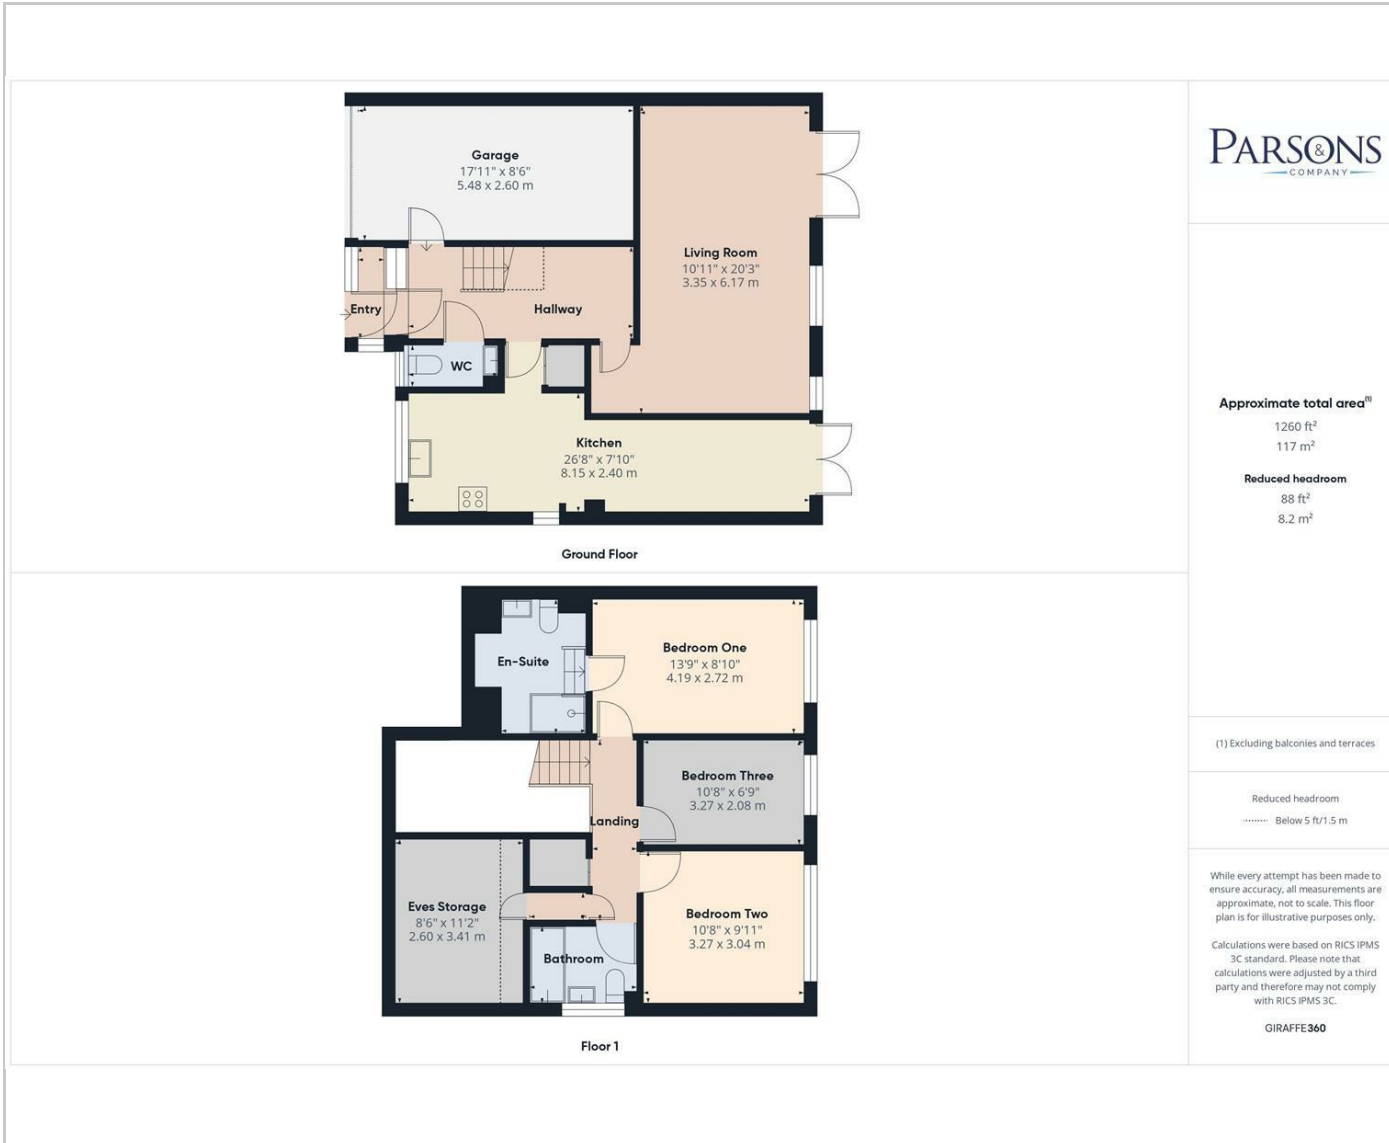 Garage
17'11" x 8'6"
5.48 x 2.60 m
Living Room
10'11" x 20'3"
3.35 x 6.17 m
Entry
Hallway
WC
Kitchen
26'8" x 7'10"
8.15 x 2.40 m
Ground Floor
En-Suite
Bedroom One
13'9" x 8'10"
4.19 x 2.72 m
Bedroom Three
10'8" x 6'9"
3.27 x 2.08 m
Landing
Eves Storage
8'6" x 11'2"
2.60 x 3.41 m
Bedroom Two
10'8" x 9'11"
3.27 x 3.04 m
Bathroom
Floor 1
PARSONS &
COMPANY
Approximate total area(1)
1260 ft²
117 m²
Reduced headroom
88 ft²
8.2 m²
(1) Excluding balconies and terraces
Reduced headroom
Below 5 ft/1.5 m
While every attempt has been made to
ensure accuracy, all measurements are
approximate, not to scale. This floor
plan is for illustrative purposes only.
Calculations were based on RICS IPMS
3C standard. Please note that
calculations were adjusted by a third
party and therefore may not comply
with RICS IPMS 3C.
GIRAFFE360